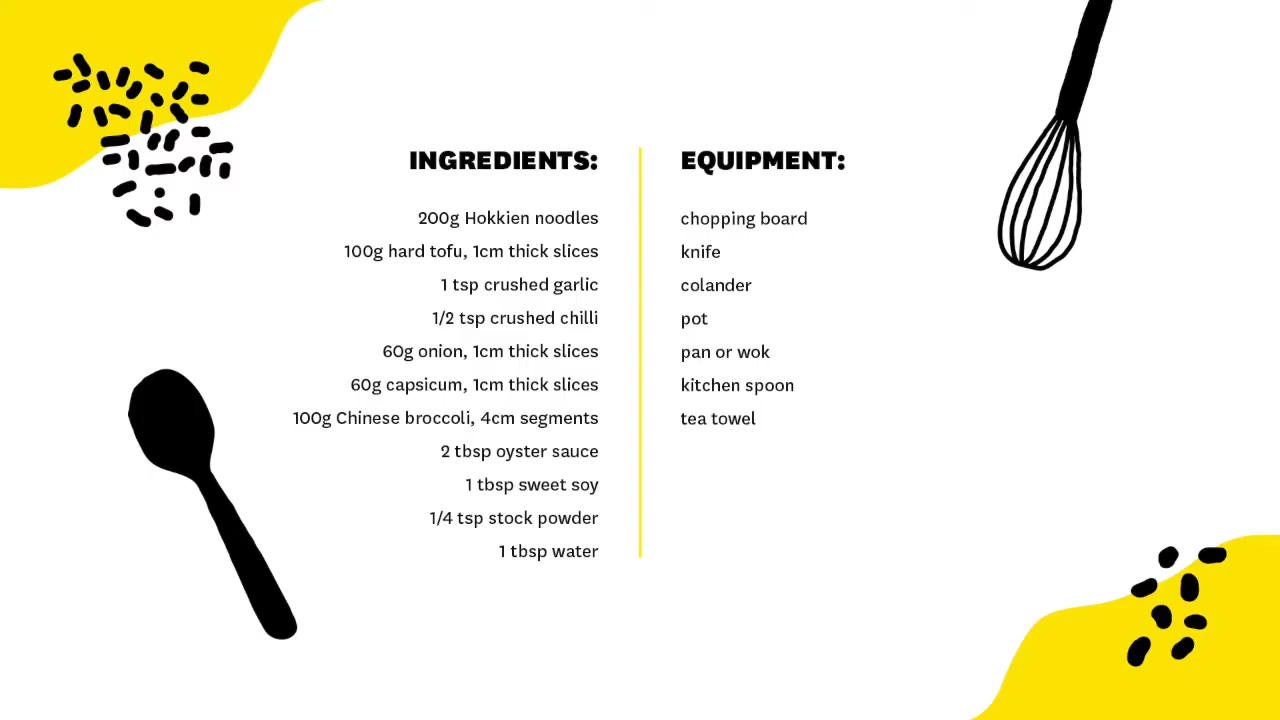 INGREDIENTS:
200g Hokkien noodles
100g hard tofu, 1cm thick slices
1 tsp crushed garlic
1/2 tsp crushed chilli
60g onion, 1cm thick slices
60g capsicum, 1cm thick slices
100g Chinese broccoli, 4cm segments
2 tbsp oyster sauce
1 tbsp sweet soy
1/4 tsp stock powder
1 tbsp water
EQUIPMENT:
chopping board
knife
colander
pot
pan or wok
kitchen spoon
tea towel